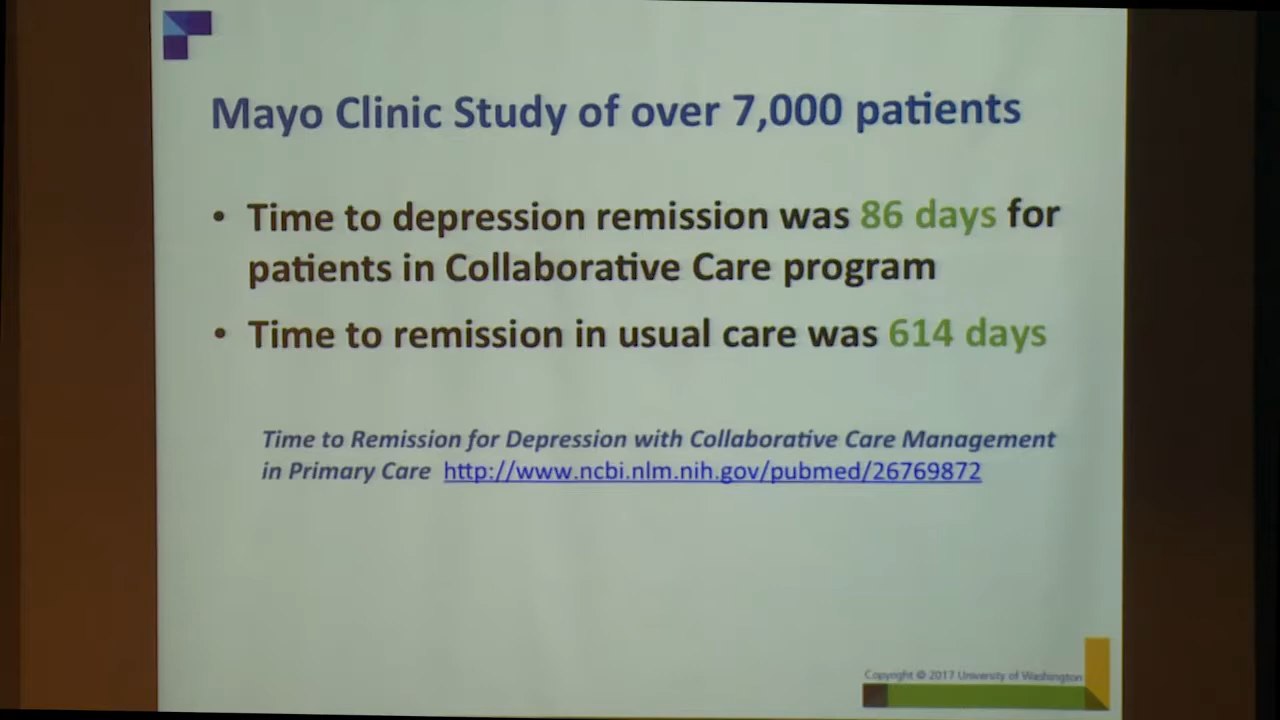 Mayo Clinic Study of over 7,000 patients
• Time to depression remission was 86 days for
patients in Collaborative Care program
• Time to remission in usual care was 614 days
Time to Remission for Depression with Collaborative Care Management
in Primary Care http://www.ncbi.nlm.nih.gov/pubmed/26769872
Copyright © 2017 University of Washington